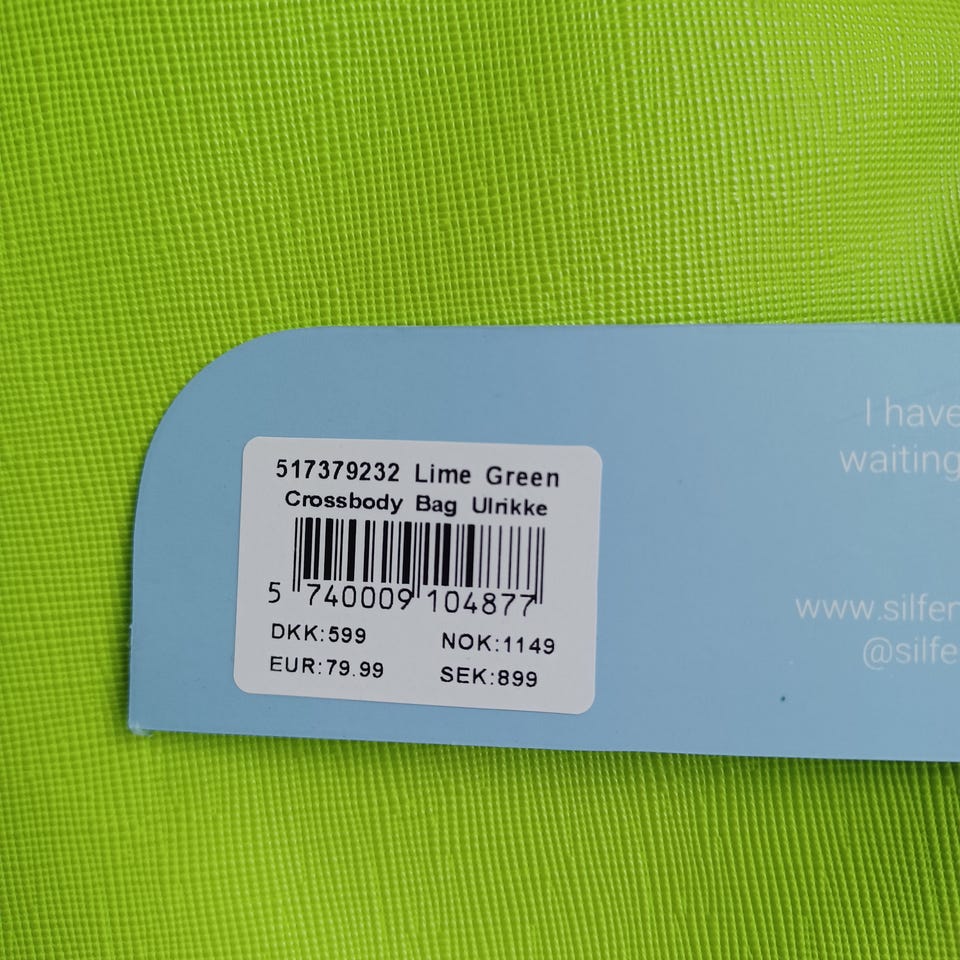 I have
waiting
517379232 Lime Green
Crossbody Bag Ulrikke
5 740009 104877
DKK:599 NOK:1149
EUR:79.99 SEK:899
www.silfen
@silfe